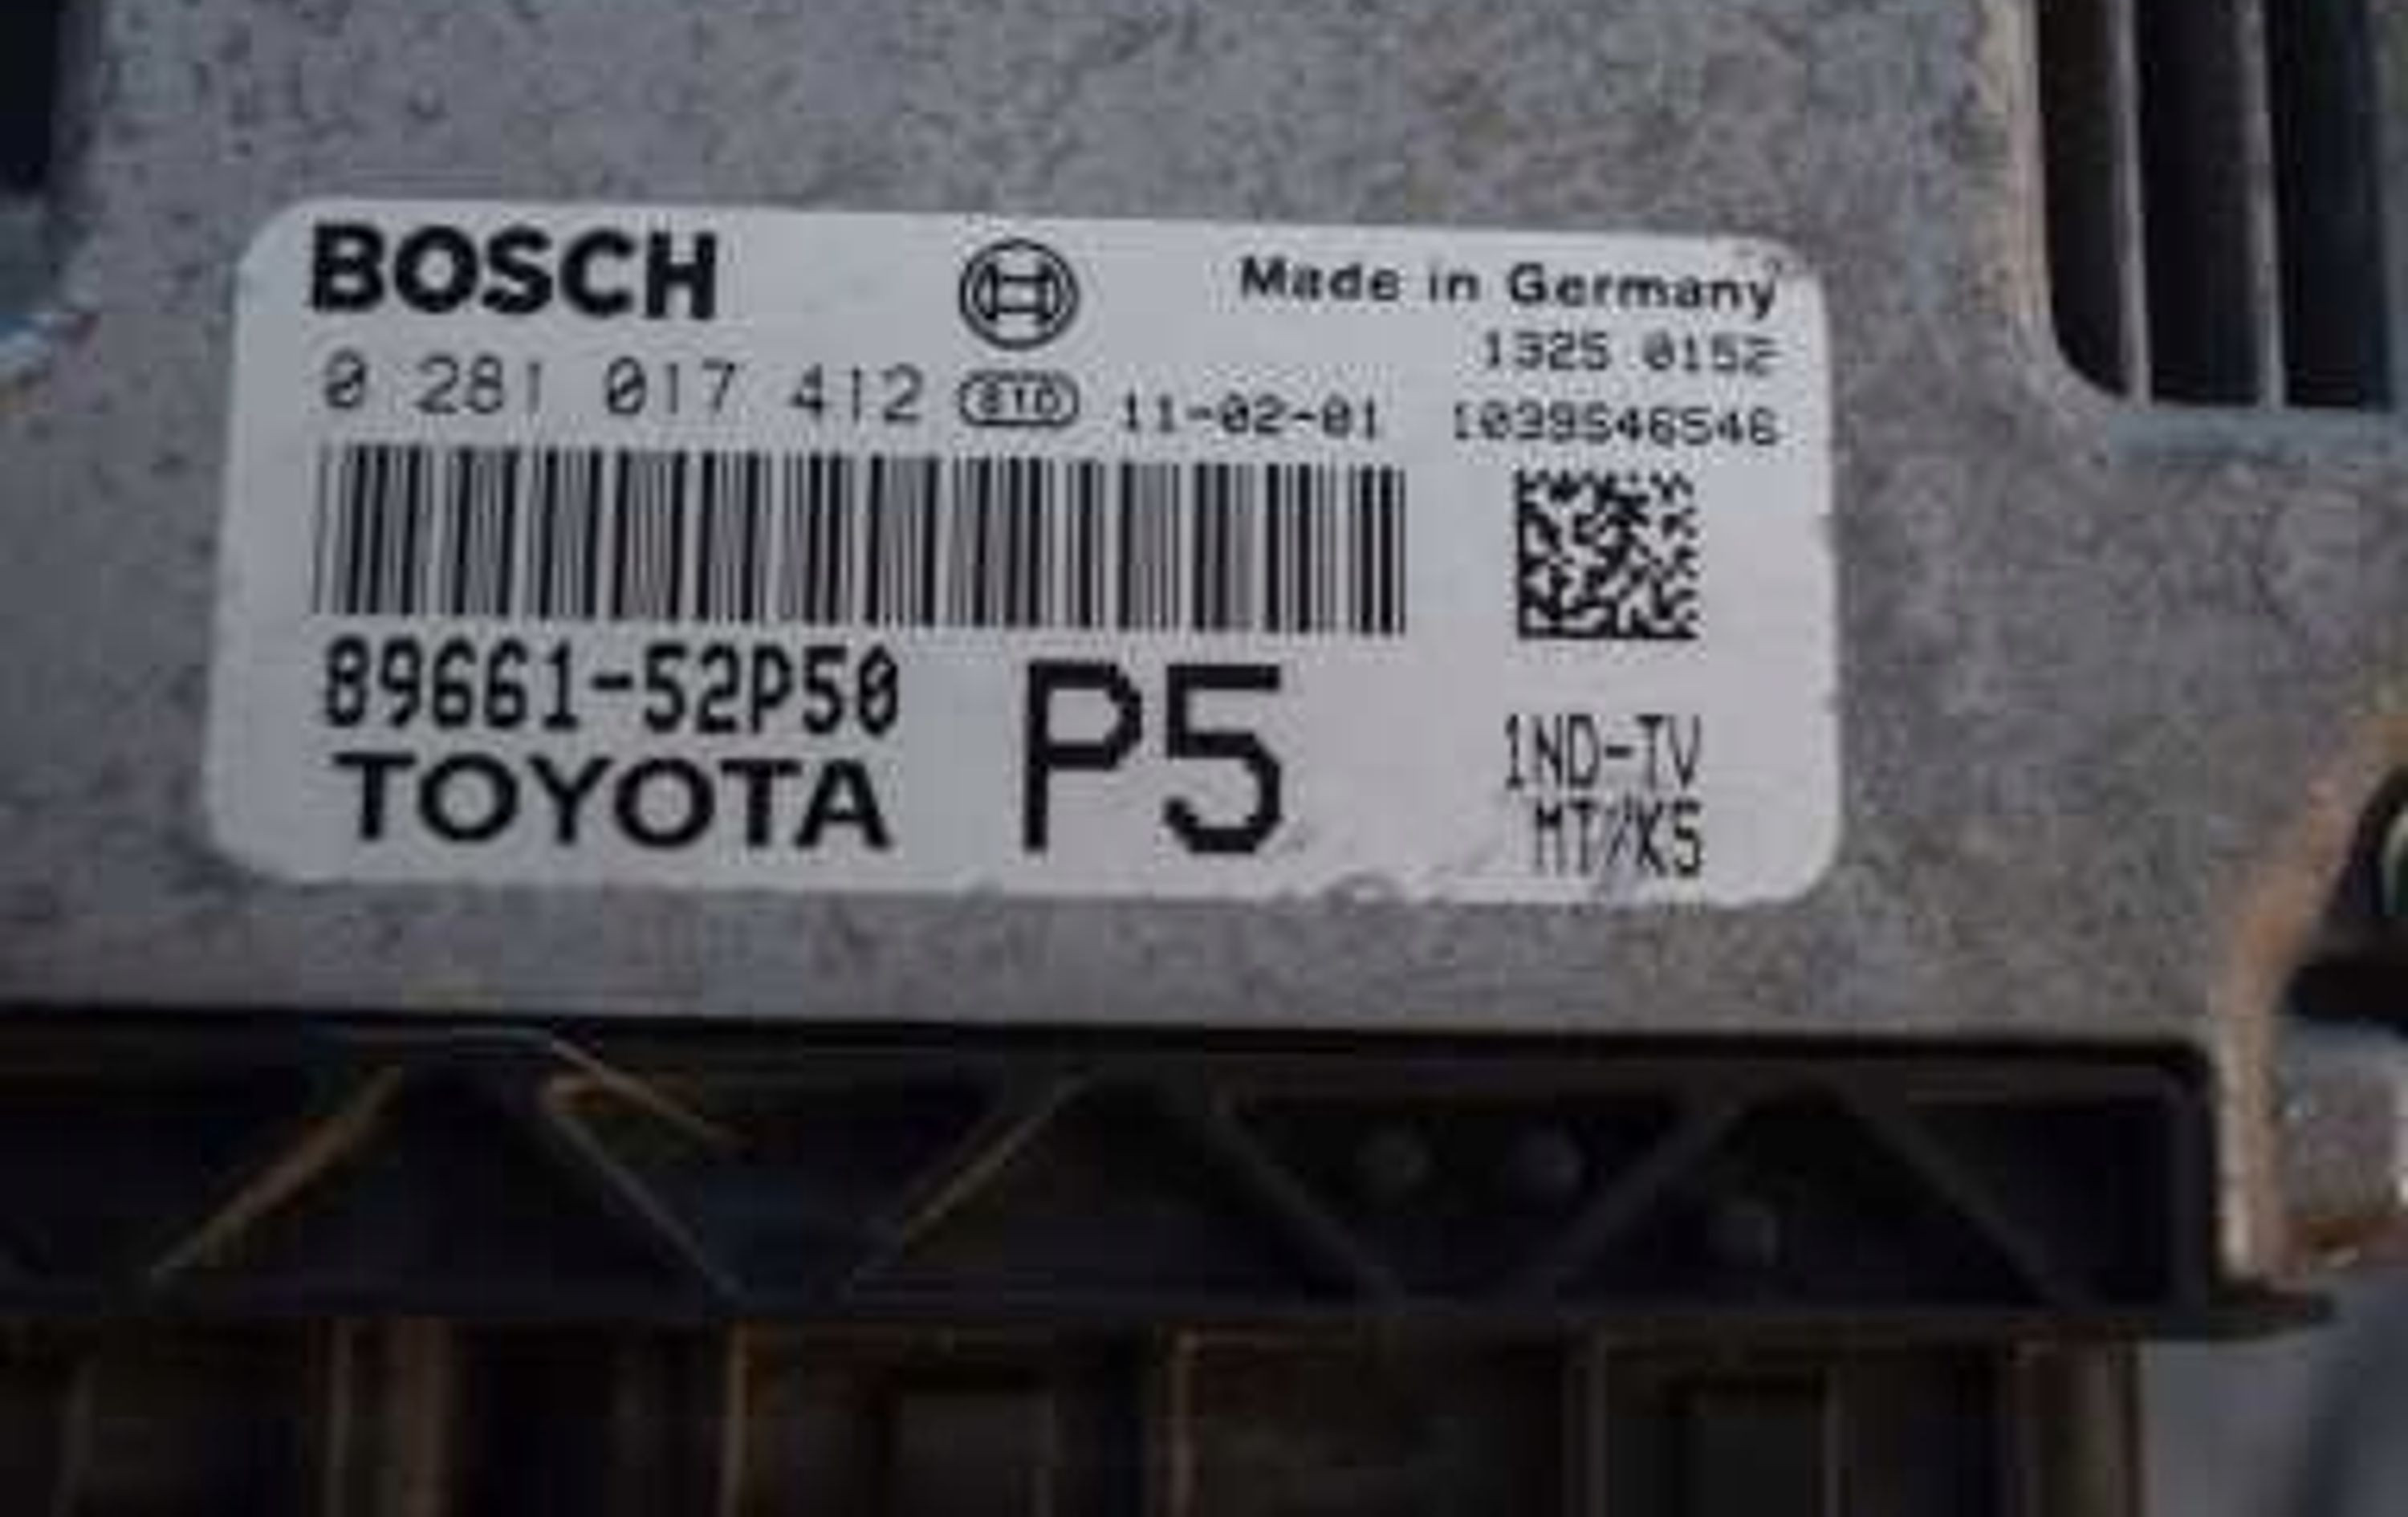 BOSCH
Made in Germany
1325 0152
0 281 017 412 11-02-01 1039S46546
89661-52P50 P5
TOYOTA
1ND-TV
MT/KS